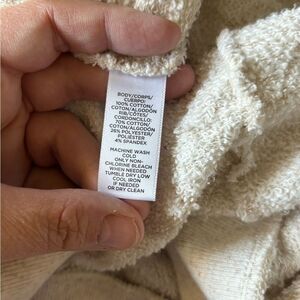 BODY/CORPS/
CUERPO:
100% COTTON/
COTON/ALGODÓN
RIB/CÔTES/
CORDONCILLO:
70% COTTON/
COTON/ALGODÓN
26% POLYESTER/
POLIÉSTER
4% SPANDEX
MACHINE WASH
COLD
ONLY NON-
CHLORINE BLEACH
WHEN NEEDED
TUMBLE DRY LOW
COOL IRON
IF NEEDED
OR DRY CLEAN